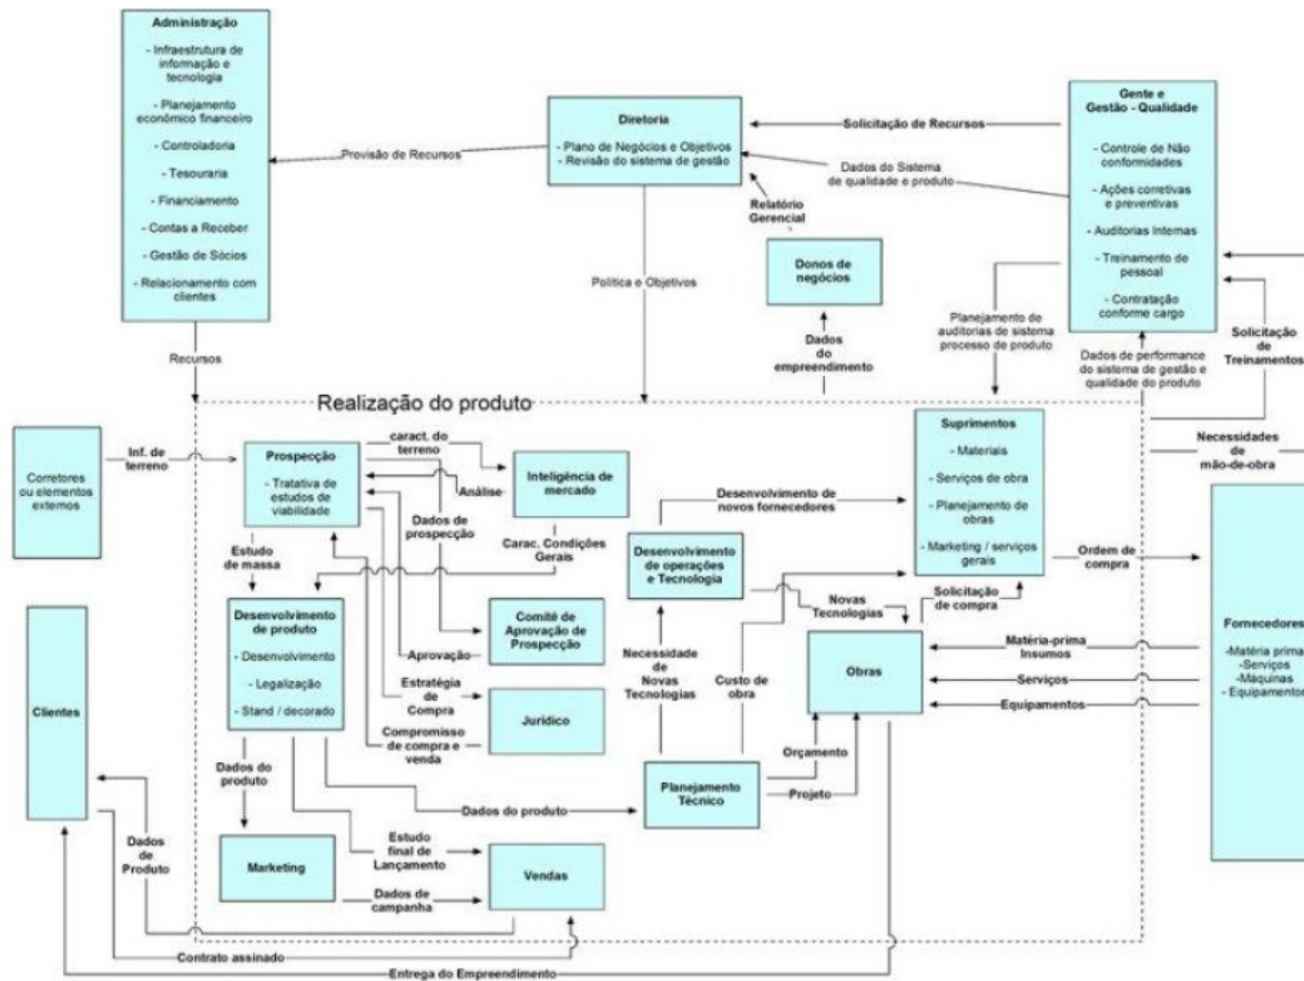 Administração
- Infraestrutura de
informação e
tecnologia
- Planejamento
econômico financeiro
- Controladoria
- Tesouraria
- Financiamento
- Contas a Receber
- Gestão de Sócios
- Relacionamento com
clientes
Provisão de Recursos
Diretoria
- Plano de Negócios e Objetivos
- Revisão do sistema de gestão
Solicitação de Recursos
Dados do Sistema
de qualidade e produto
Relatório
Gerencial
Gente e
Gestão - Qualidade
- Controle de Não
conformidades
- Ações corretivas
e preventivas
- Auditorias Internas
- Treinamento de
pessoal
- Contratação
conforme cargo
Donos de
negócios
Política e Objetivos
Dados
do
empreendimento
Planejamento de
auditorias de sistema
processo de produto
Dados de performance
do sistema de gestão e
qualidade do produto
Solicitação
de
Treinamentos
Recursos
Realização do produto
Corretores
ou elementos
externos
Inf. de
terreno
Prospecção
- Tratativa de
estudos de
viabilidade
caract. do
terreno
Análise
Dados de
prospecção
Inteligência de
mercado
Carac. Condições
Gerais
Estudo
de massa
Desenvolvimento de
novos fornecedores
Suprimentos
- Materiais
- Serviços de obra
- Planejamento de
obras
- Marketing / serviços
gerais
Necessidades
de
mão-de-obra
Ordem de
compra
Desenvolvimento
de operações
e Tecnologia
Novas
Tecnologias
Solicitação
de compra
Desenvolvimento
de produto
- Desenvolvimento
- Legalização
- Stand / decorado
Comitê de
Aprovação de
Prospecção
Aprovação
Estratégia
de
Compra
Jurídico
Compromisso
de compra e
venda
Necessidade
de
Novas
Tecnologias
Custo de
obra
Obras
Matéria-prima
Insumos
Serviços
Equipamentos
Fornecedores
-Matéria prima
-Serviços
-Máquinas
- Equipamentos
Clientes
Dados do
produto
Dados do produto
Planejamento
Técnico
Orçamento
Projeto
Dados
de
Produto
Marketing
Estudo
final de
Lançamento
Dados de
campanha
Vendas
Contrato assinado
Entrega do Empreendimento